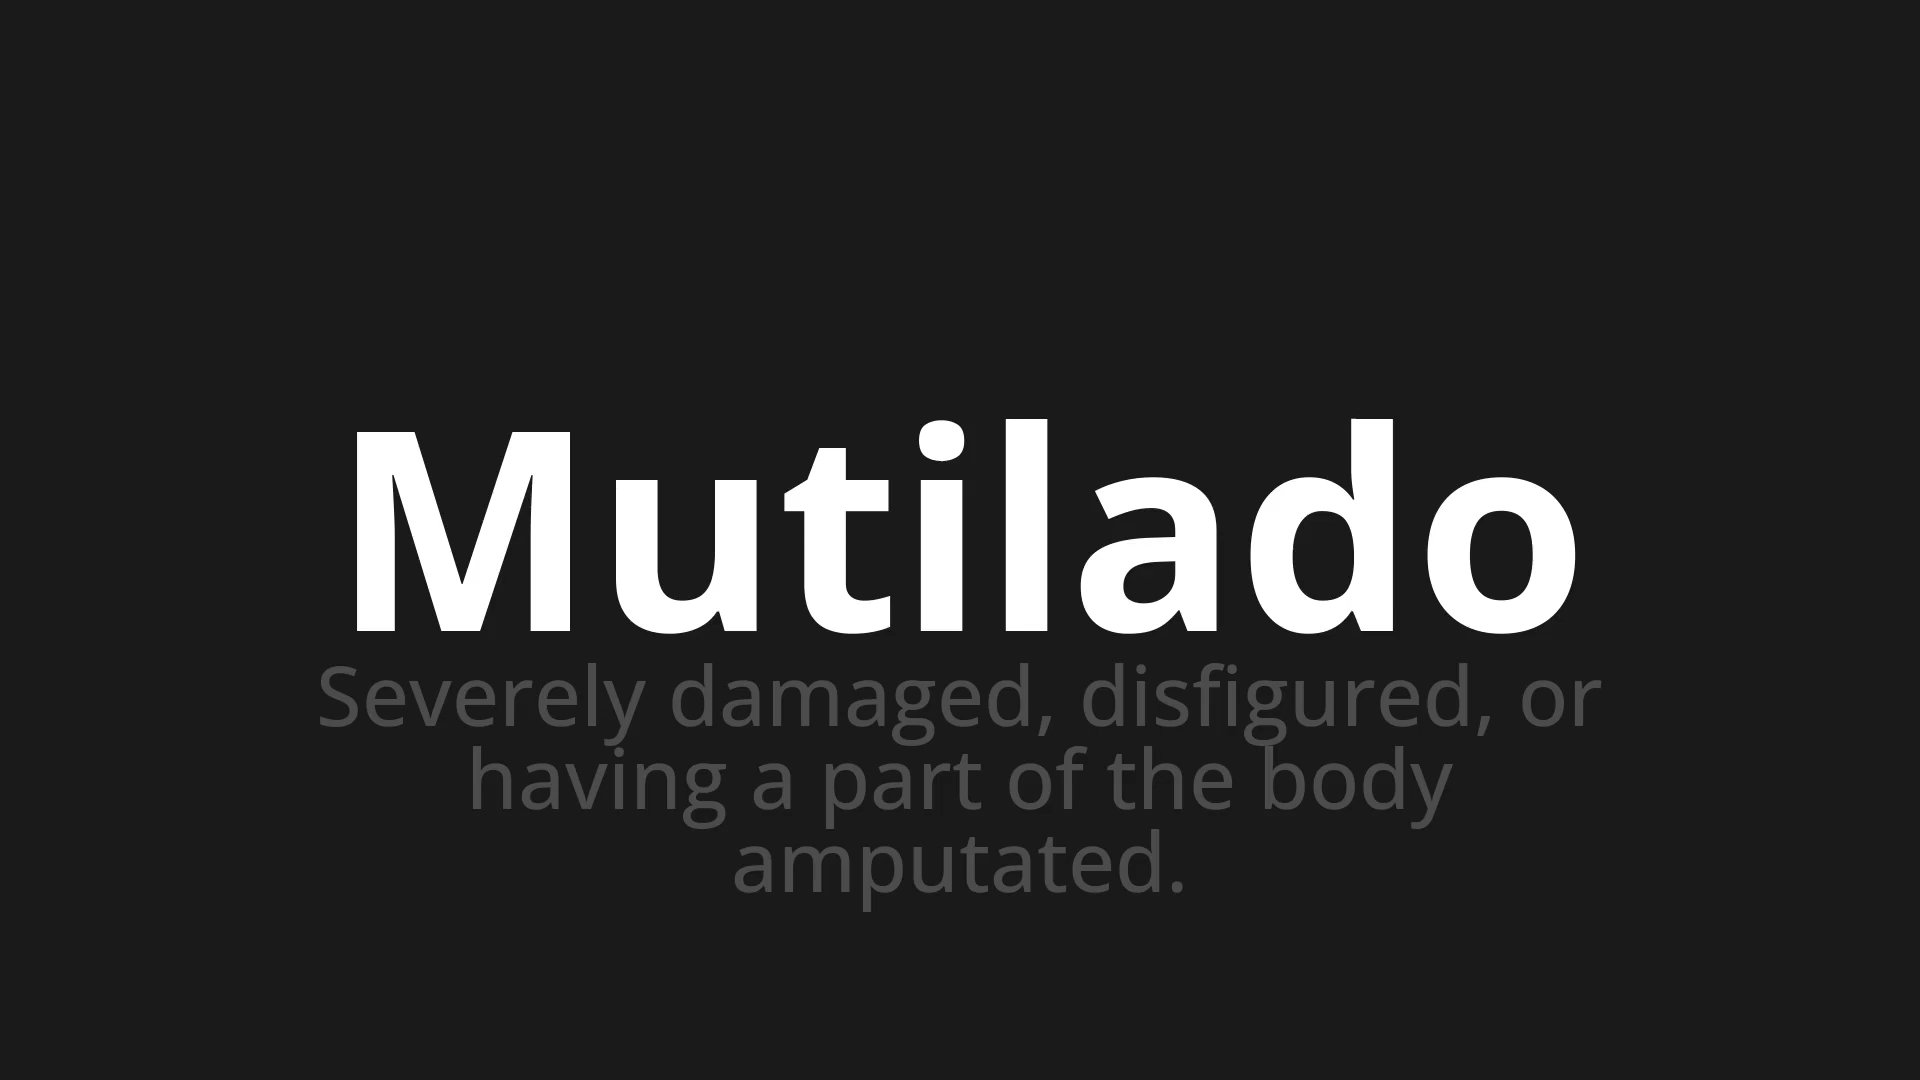 Mutilado
Severely damaged, disfigured, or
having a part of the body
amputated.